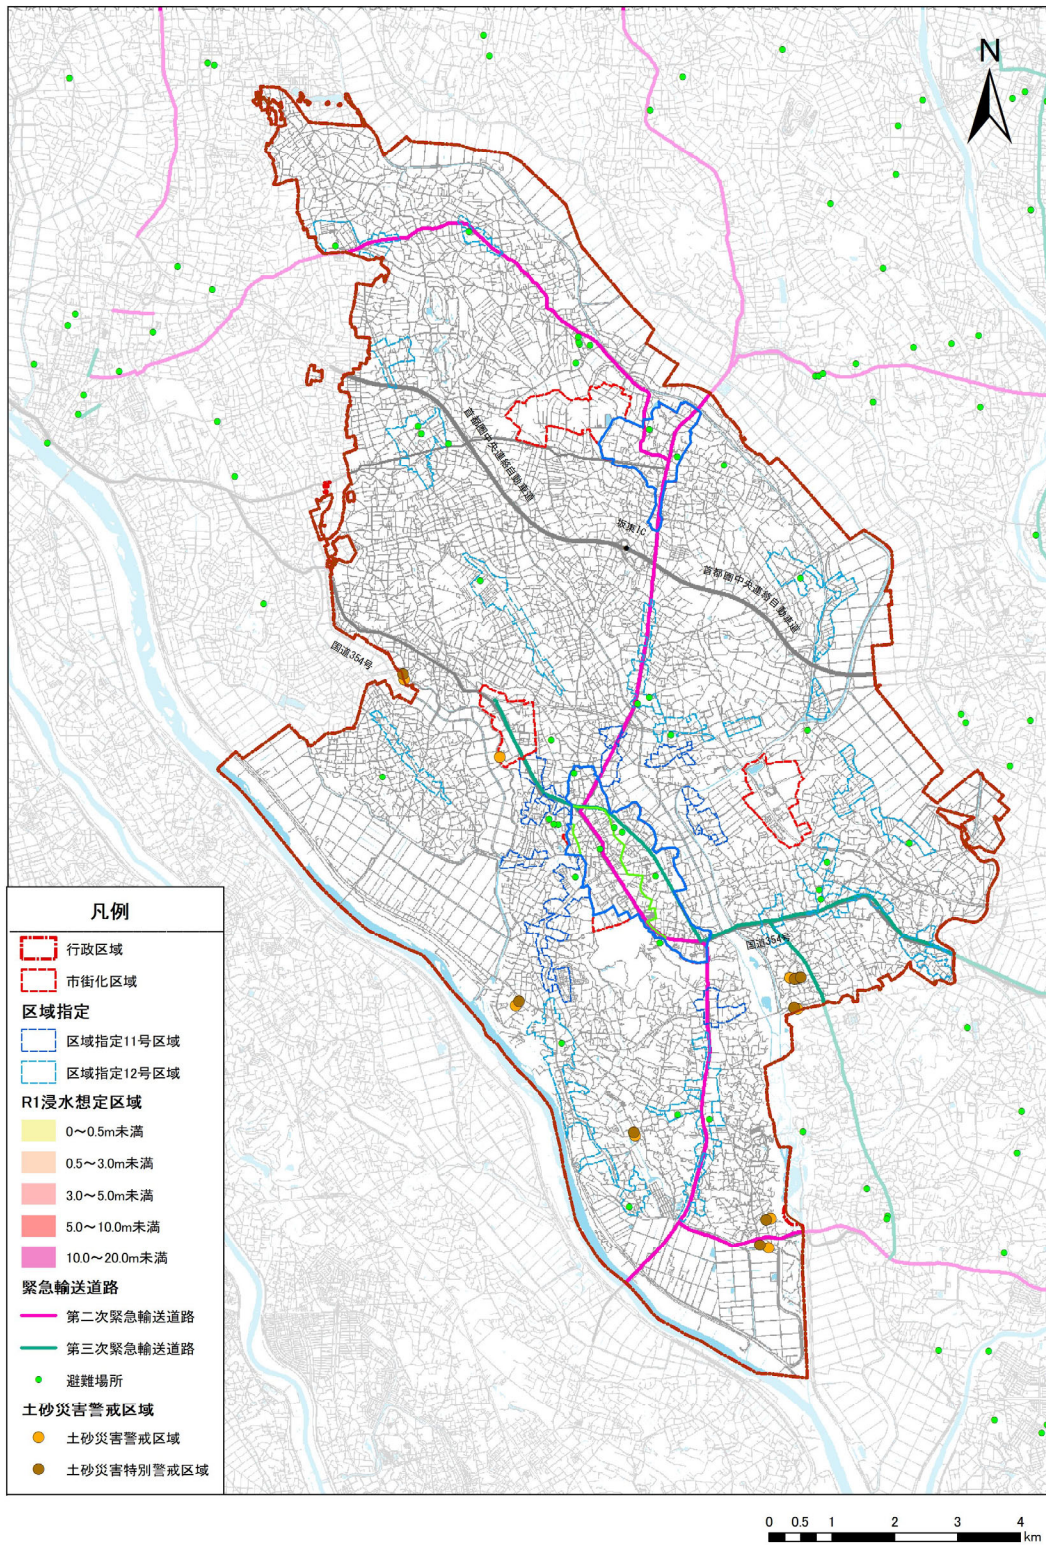 N
首都圏中央連絡自動車道
坂東IC
首都圏中央連絡自動車道
国道354号
国道354号
凡例
行政区域
市街化区域
区域指定
区域指定11号区域
区域指定12号区域
R1浸水想定区域
0～0.5m未満
0.5～3.0m未満
3.0～5.0m未満
5.0～10.0m未満
10.0～20.0m未満
緊急輸送道路
第二次緊急輸送道路
第三次緊急輸送道路
避難場所
土砂災害警戒区域
土砂災害警戒区域
土砂災害特別警戒区域
0 0.5 1 2 3 4
km